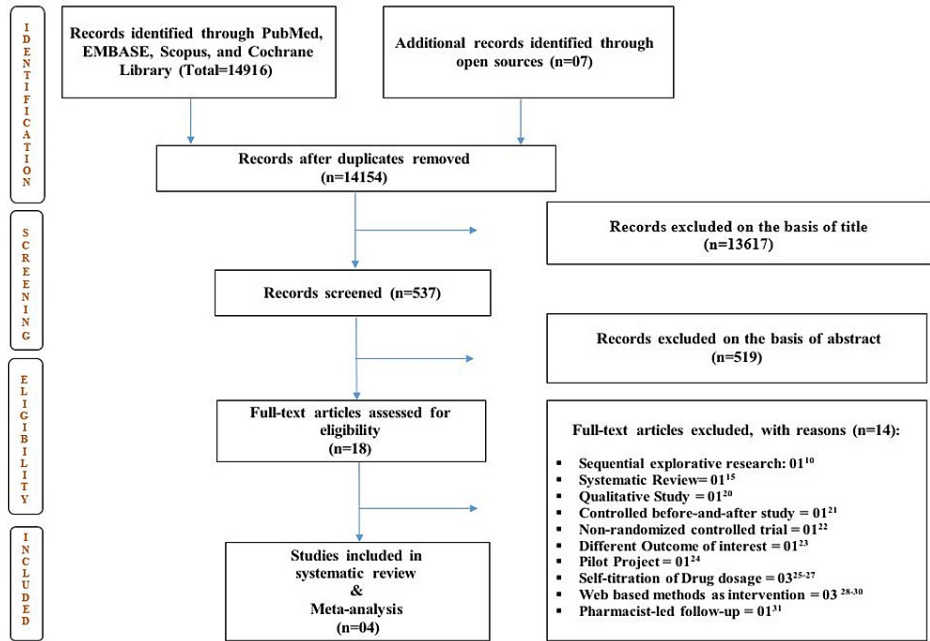 IDENTIFICATION
Records identified through PubMed,
EMBASE, Scopus, and Cochrane
Library (Total=14916)
Additional records identified through
open sources (n=07)
Records after duplicates removed
(n=14154)
SCREENING
Records excluded on the basis of title
(n=13617)
Records screened (n=537)
Records excluded on the basis of abstract
(n=519)
ELIGIBILITY
Full-text articles assessed for
eligibility
(n=18)
Full-text articles excluded, with reasons (n=14):
▪ Sequential explorative research: 01¹⁰
▪ Systematic Review= 01¹⁵
▪ Qualitative Study = 01²⁰
▪ Controlled before-and-after study = 01²¹
▪ Non-randomized controlled trial = 01²²
▪ Different Outcome of interest = 01²³
▪ Pilot Project = 01²⁴
▪ Self-titration of Drug dosage = 03²⁵⁻²⁷
▪ Web based methods as intervention = 03 ²⁸⁻³⁰
▪ Pharmacist-led follow-up = 01³¹
INCLUDED
Studies included in
systematic review
&
Meta-analysis
(n=04)